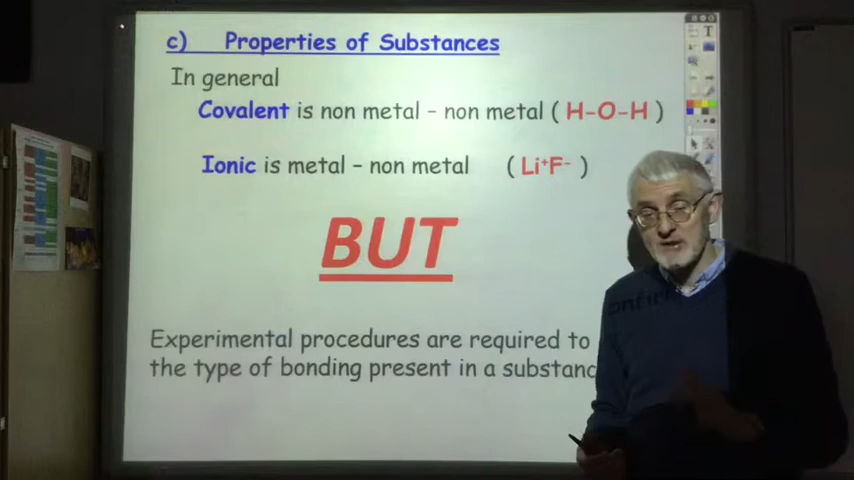 c) Properties of Substances
In general
Covalent is non metal – non metal ( H–O–H )
Ionic is metal – non metal ( Li⁺F⁻ )
BUT
Experimental procedures are required to confirm
the type of bonding present in a substanc